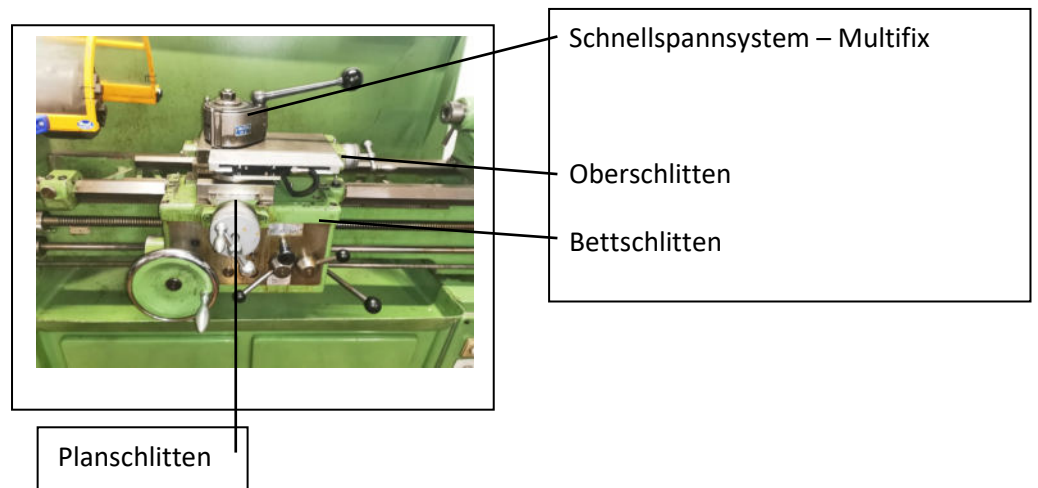 Schnellspannsystem – Multifix
Oberschlitten
Bettschlitten
Planschlitten